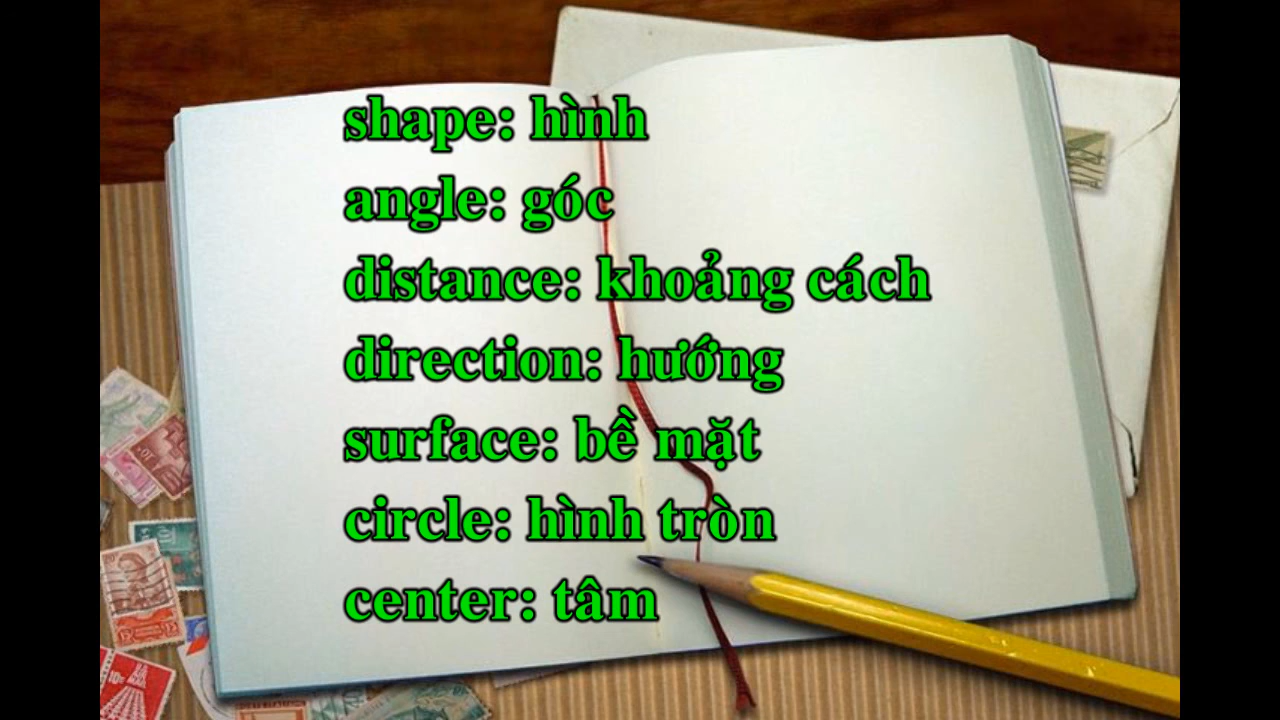 shape: hình
angle: góc
distance: khoảng cách
direction: hướng
surface: bề mặt
circle: hình tròn
center: tâm